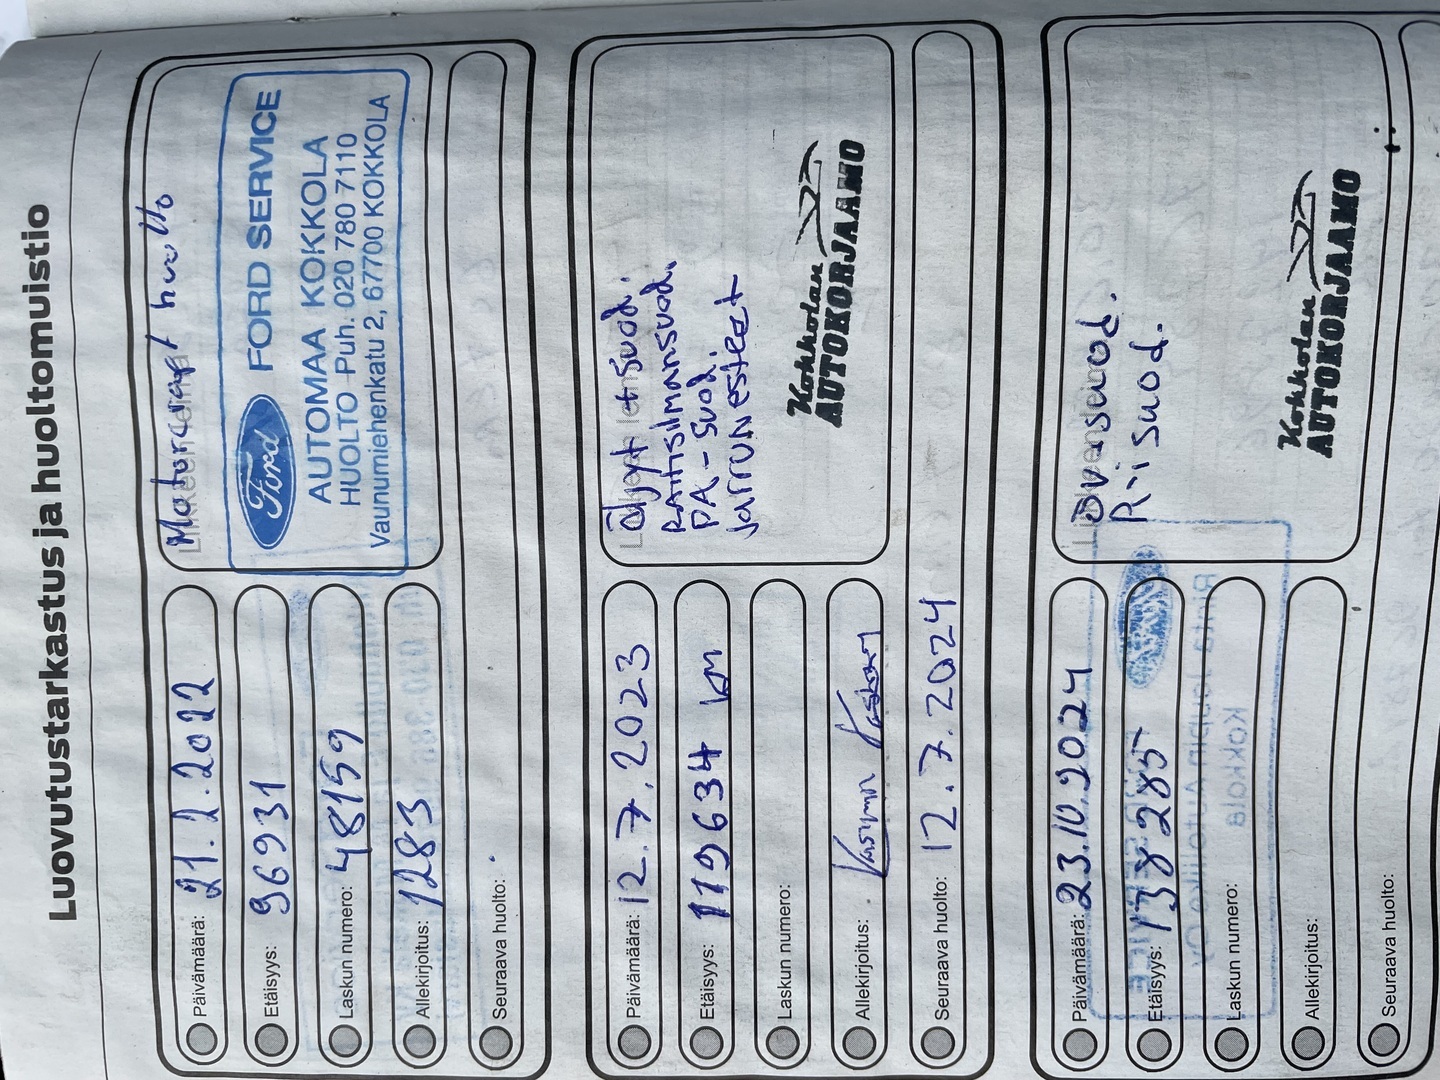 Luovutustarkastus ja huoltomuistio
Päivämäärä: 21.2.2022
Etäisyys: 96931
Laskun numero: 48159
Allekirjoitus: 1283
Seuraava huolto:
huolto
Ford FORD SERVICE
AUTOMAA KOKKOLA
HUOLTO Puh. 020 780 7110
Vaunumiehenkatu 2, 67700 KOKKOLA
Päivämäärä: 12.7.2023
Etäisyys: 119634 km
Laskun numero:
Allekirjoitus:
Seuraava huolto: 12.7.2024
Öljyt + suod.
raitisilmansuod.
PA-suod.
Jarrunesteet
Kokkolan
AUTOKORJAAMO
Päivämäärä: 23.10.2024
Etäisyys: 138285
Laskun numero:
Allekirjoitus:
Seuraava huolto:
R-isuod.
Kokkolan
AUTOKORJAAMO